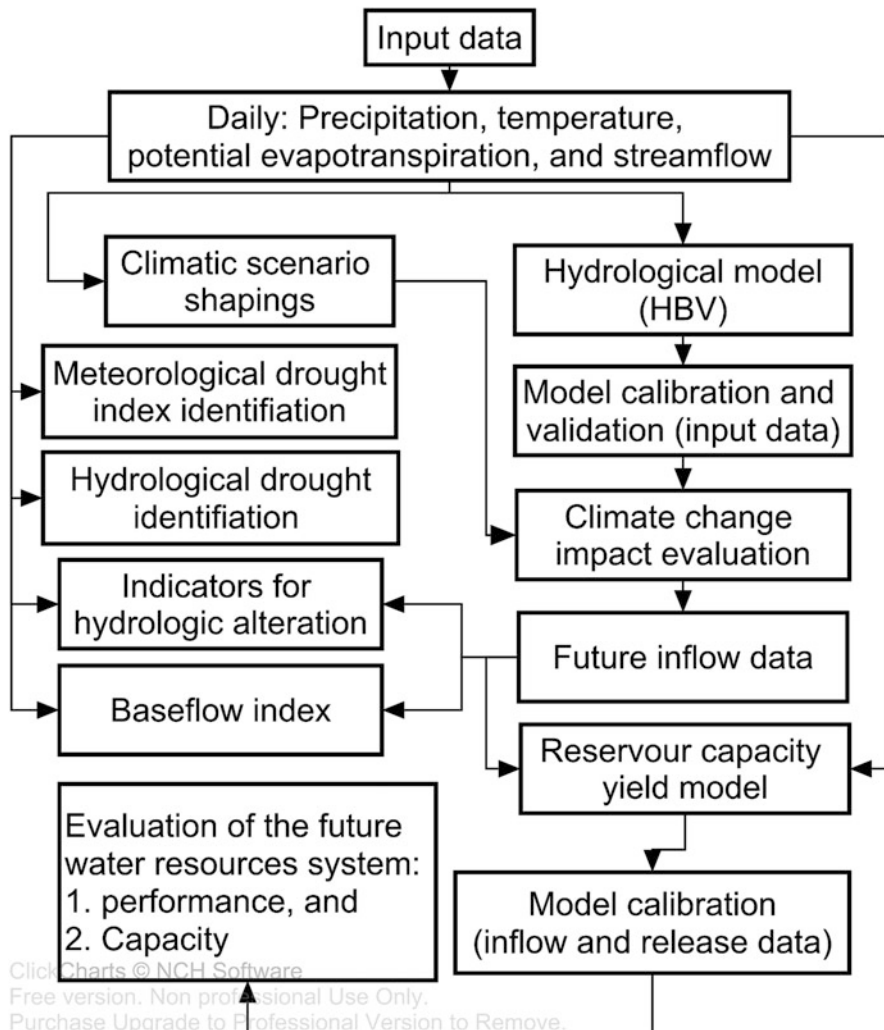 Input data
Daily: Precipitation, temperature,
potential evapotranspiration, and streamflow
Climatic scenario
shapings
Hydrological model
(HBV)
Meteorological drought
index identifiation
Model calibration and
validation (input data)
Hydrological drought
identifiation
Climate change
impact evaluation
Indicators for
hydrologic alteration
Future inflow data
Baseflow index
Reservour capacity
yield model
Evaluation of the future
water resources system:
1. performance, and
2. Capacity
Model calibration
(inflow and release data)
ClickCharts © NCH Software
Free version. Non professional Use Only.
Purchase Upgrade to Professional Version to Remove.